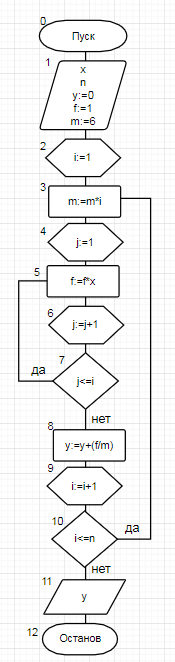 0
Пуск
1
x
n
y:=0
f:=1
m:=6
2
i:=1
3
m:=m*i
4
j:=1
5
f:=f*x
6
j:=j+1
7
j<=i
да
нет
8
y:=y+(f/m)
9
i:=i+1
10
i<=n
да
нет
11
y
12
Останов